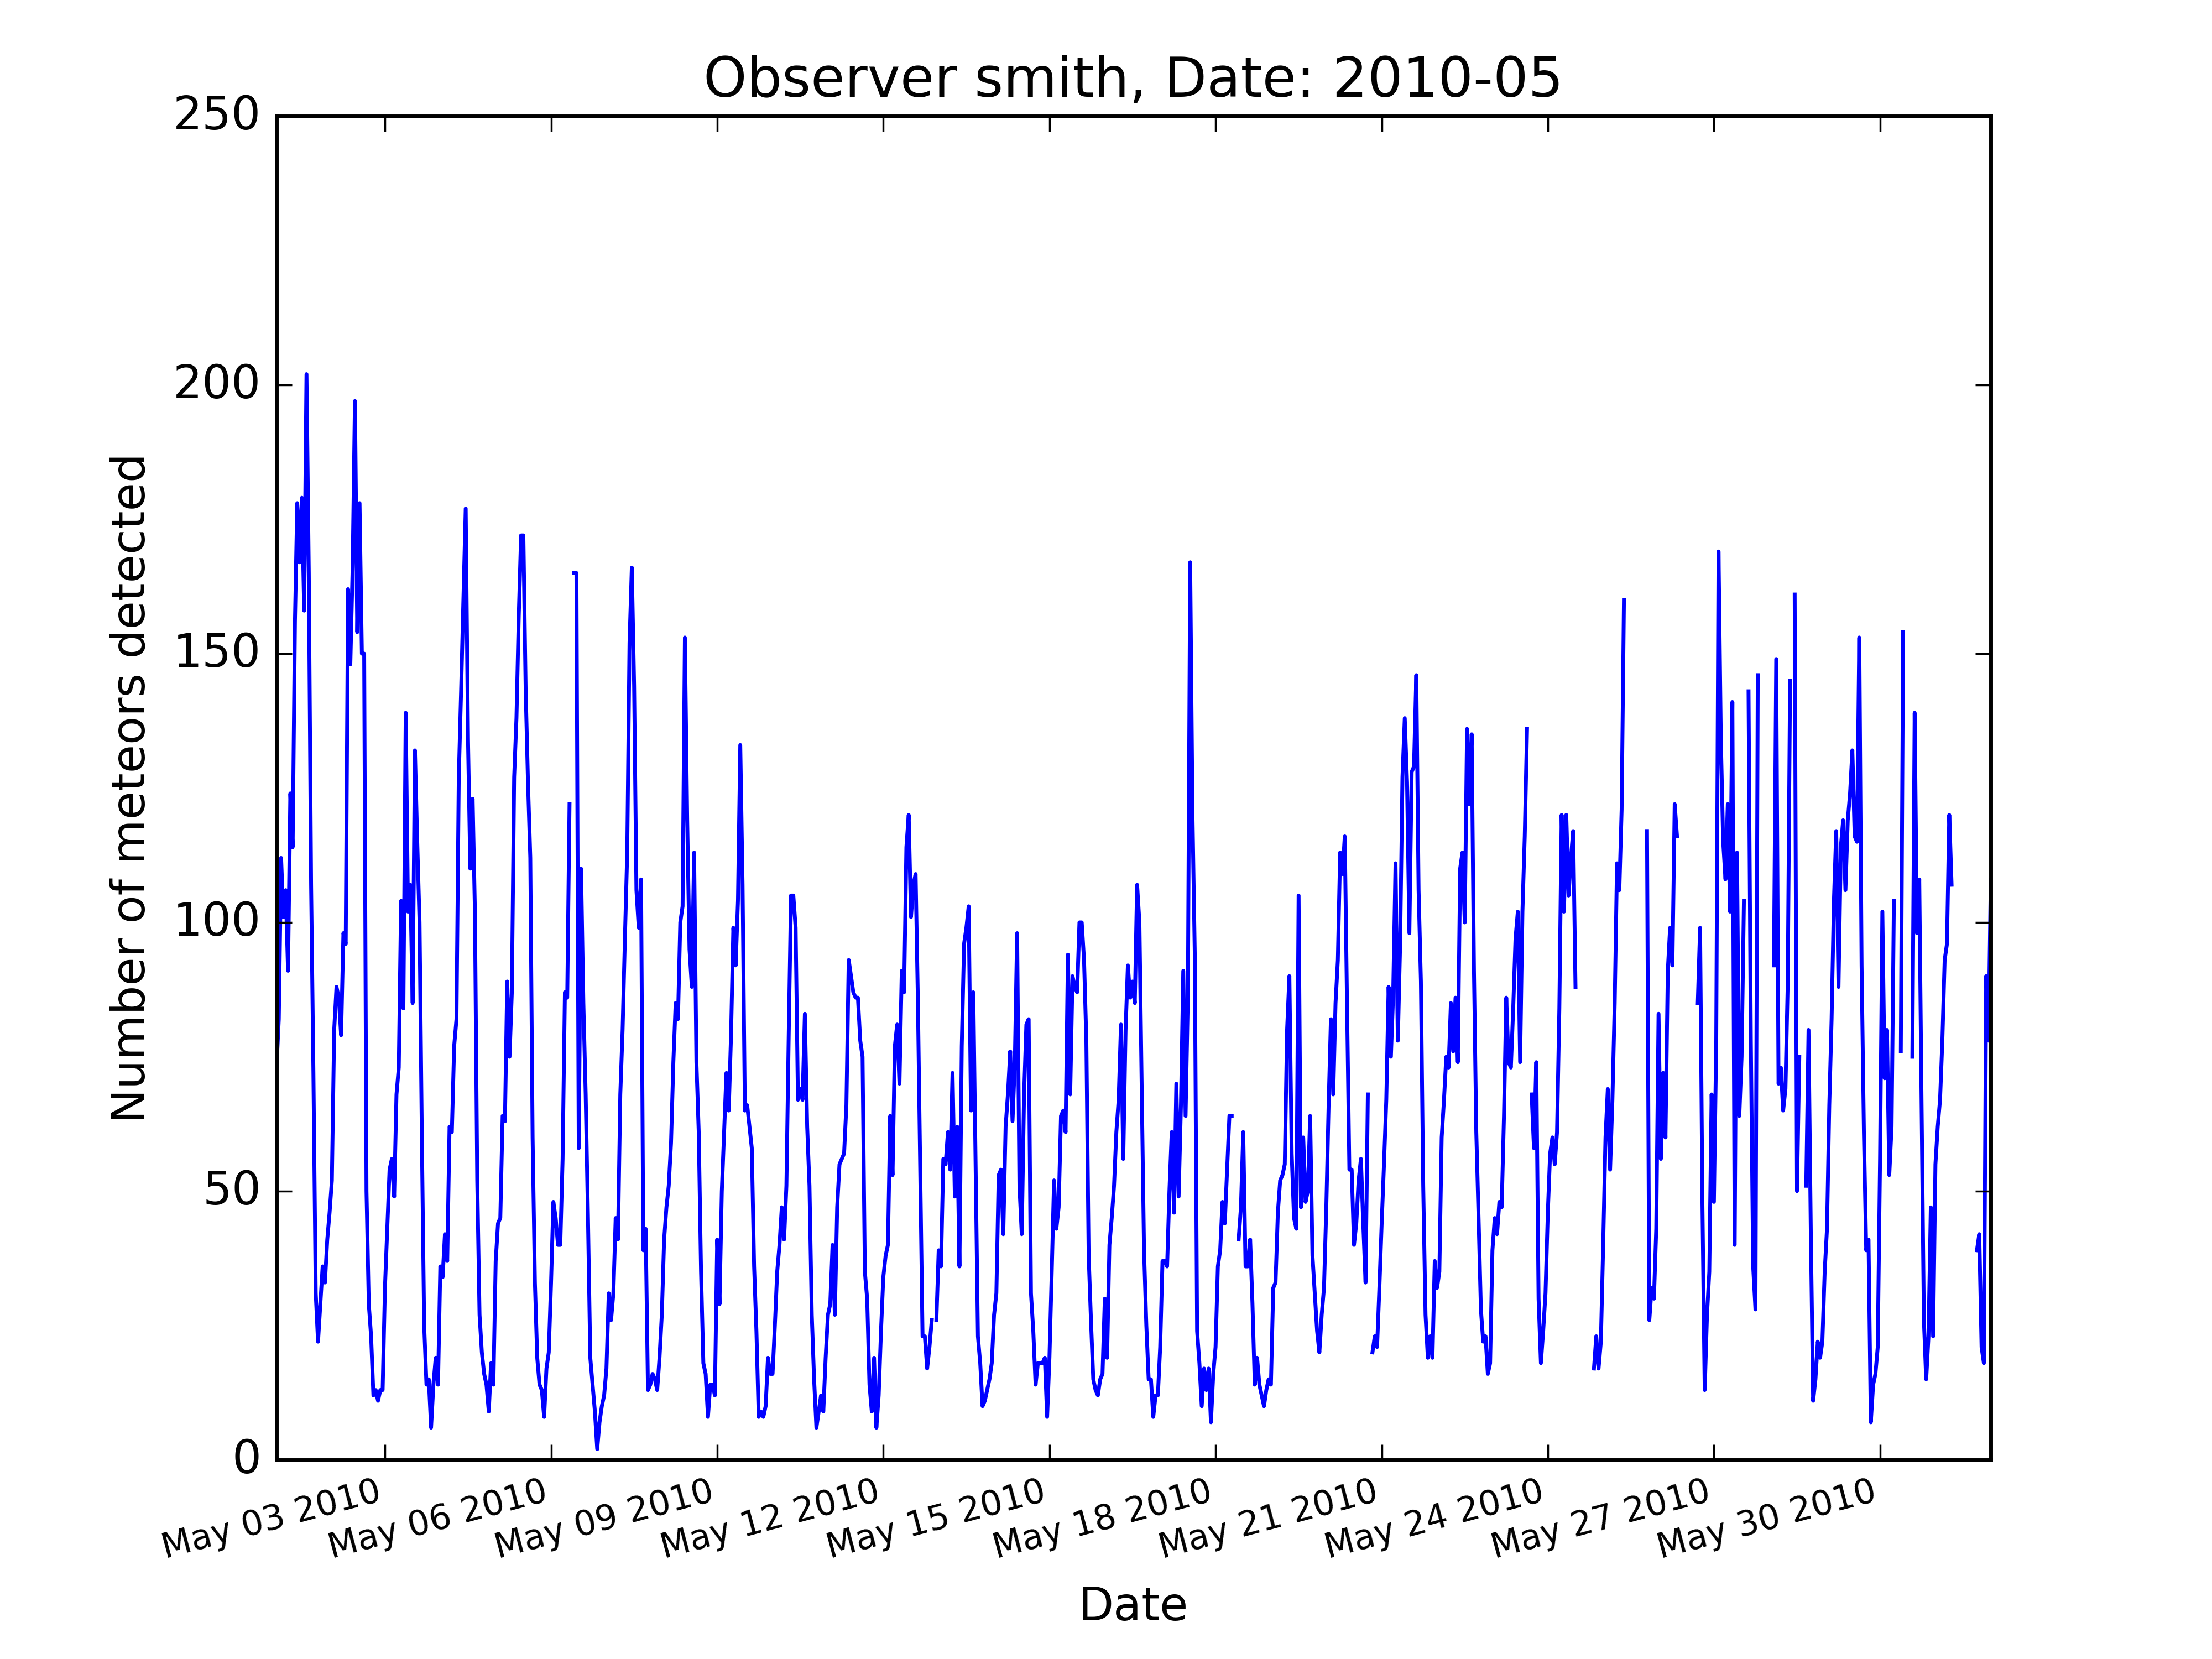 Observer smith, Date: 2010-05
250
200
150
100
50
0
Number of meteors detected
May 03 2010
May 06 2010
May 09 2010
May 12 2010
May 15 2010
May 18 2010
May 21 2010
May 24 2010
May 27 2010
May 30 2010
Date